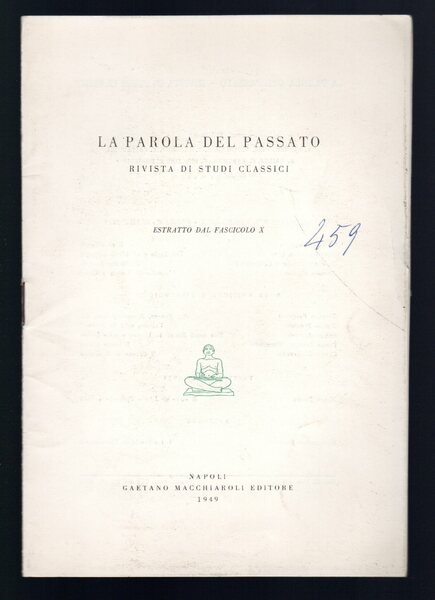 LA PAROLA DEL PASSATO
RIVISTA DI STUDI CLASSICI
ESTRATTO DAL FASCICOLO X
459
NAPOLI
GAETANO MACCHIAROLI EDITORE
1949